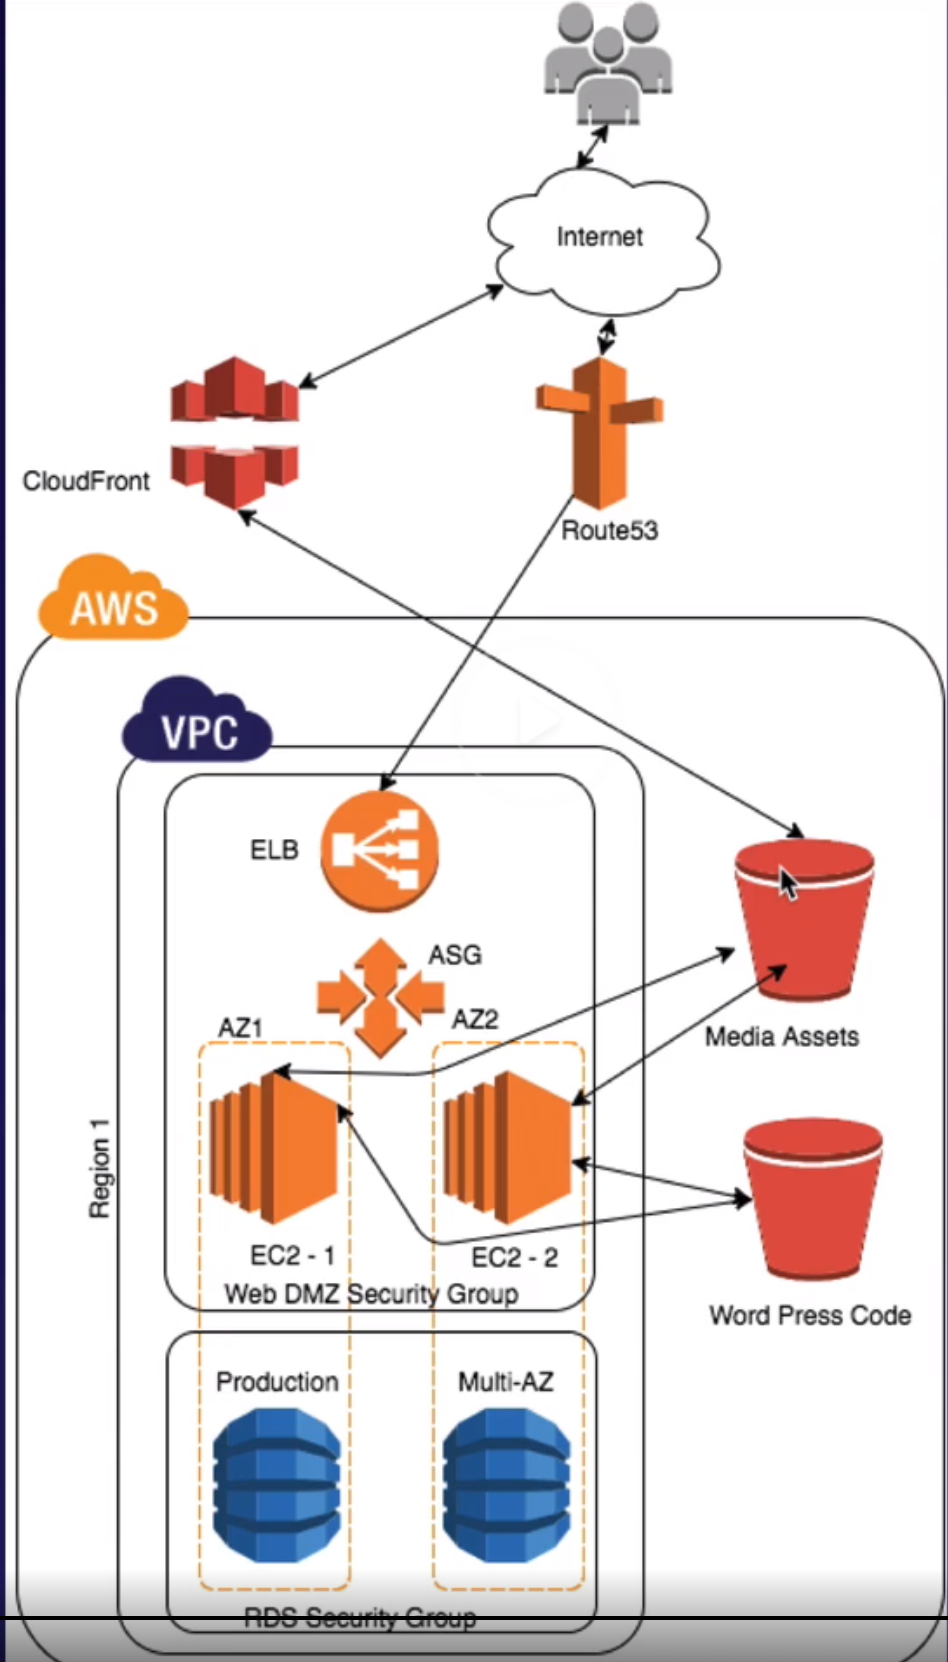 Internet
CloudFront
Route53
AWS
VPC
ELB
ASG
AZ1
AZ2
Media Assets
Region 1
EC2 - 1
EC2 - 2
Web DMZ Security Group
Word Press Code
Production
Multi-AZ
RDS Security Group